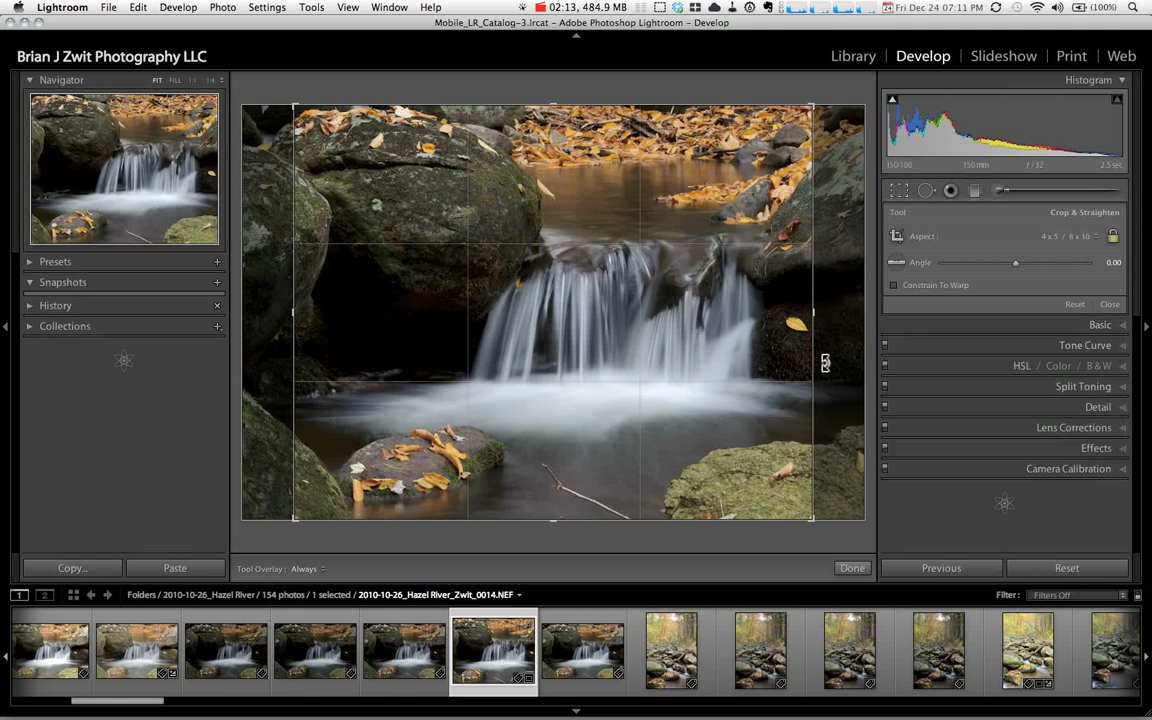 Lightroom File Edit Develop Photo Settings Tools View Window Help 02:13, 484.9 MB Fri Dec 24 07:11 PM (100%)
Mobile_LR_Catalog-3.lrcat - Adobe Photoshop Lightroom - Develop
Brian J Zwit Photography LLC
Library Develop Slideshow Print Web
Navigator FIT FILL 1:1
Histogram
ISO 100 150 mm f / 32 2.5 sec
Tool : Crop & Straighten
Aspect : 4 x 5 / 8 x 10
Angle 0.00
Constrain To Warp
Reset Close
Presets
Snapshots
History
Collections
Basic
Tone Curve
HSL / Color / B&W
Split Toning
Detail
Lens Corrections
Effects
Camera Calibration
Copy... Paste
Tool Overlay : Always
Done
Previous Reset
1 2 Folders / 2010-10-26_Hazel River / 154 photos / 1 selected / 2010-10-26_Hazel River_Zwit_0014.NEF
Filter : Filters Off